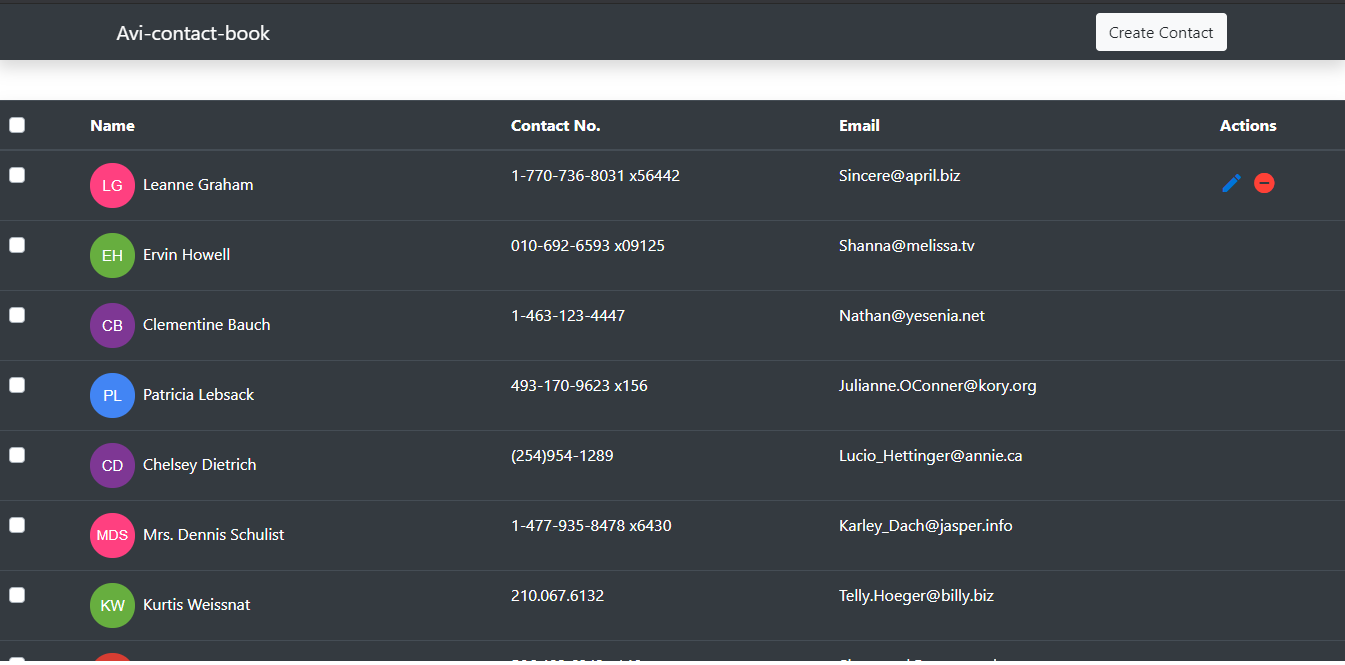 Avi-contact-book Create Contact
Name Contact No. Email Actions
LG Leanne Graham 1-770-736-8031 x56442 Sincere@april.biz
EH Ervin Howell 010-692-6593 x09125 Shanna@melissa.tv
CB Clementine Bauch 1-463-123-4447 Nathan@yesenia.net
PL Patricia Lebsack 493-170-9623 x156 Julianne.OConner@kory.org
CD Chelsey Dietrich (254)954-1289 Lucio_Hettinger@annie.ca
MDS Mrs. Dennis Schulist 1-477-935-8478 x6430 Karley_Dach@jasper.info
KW Kurtis Weissnat 210.067.6132 Telly.Hoeger@billy.biz